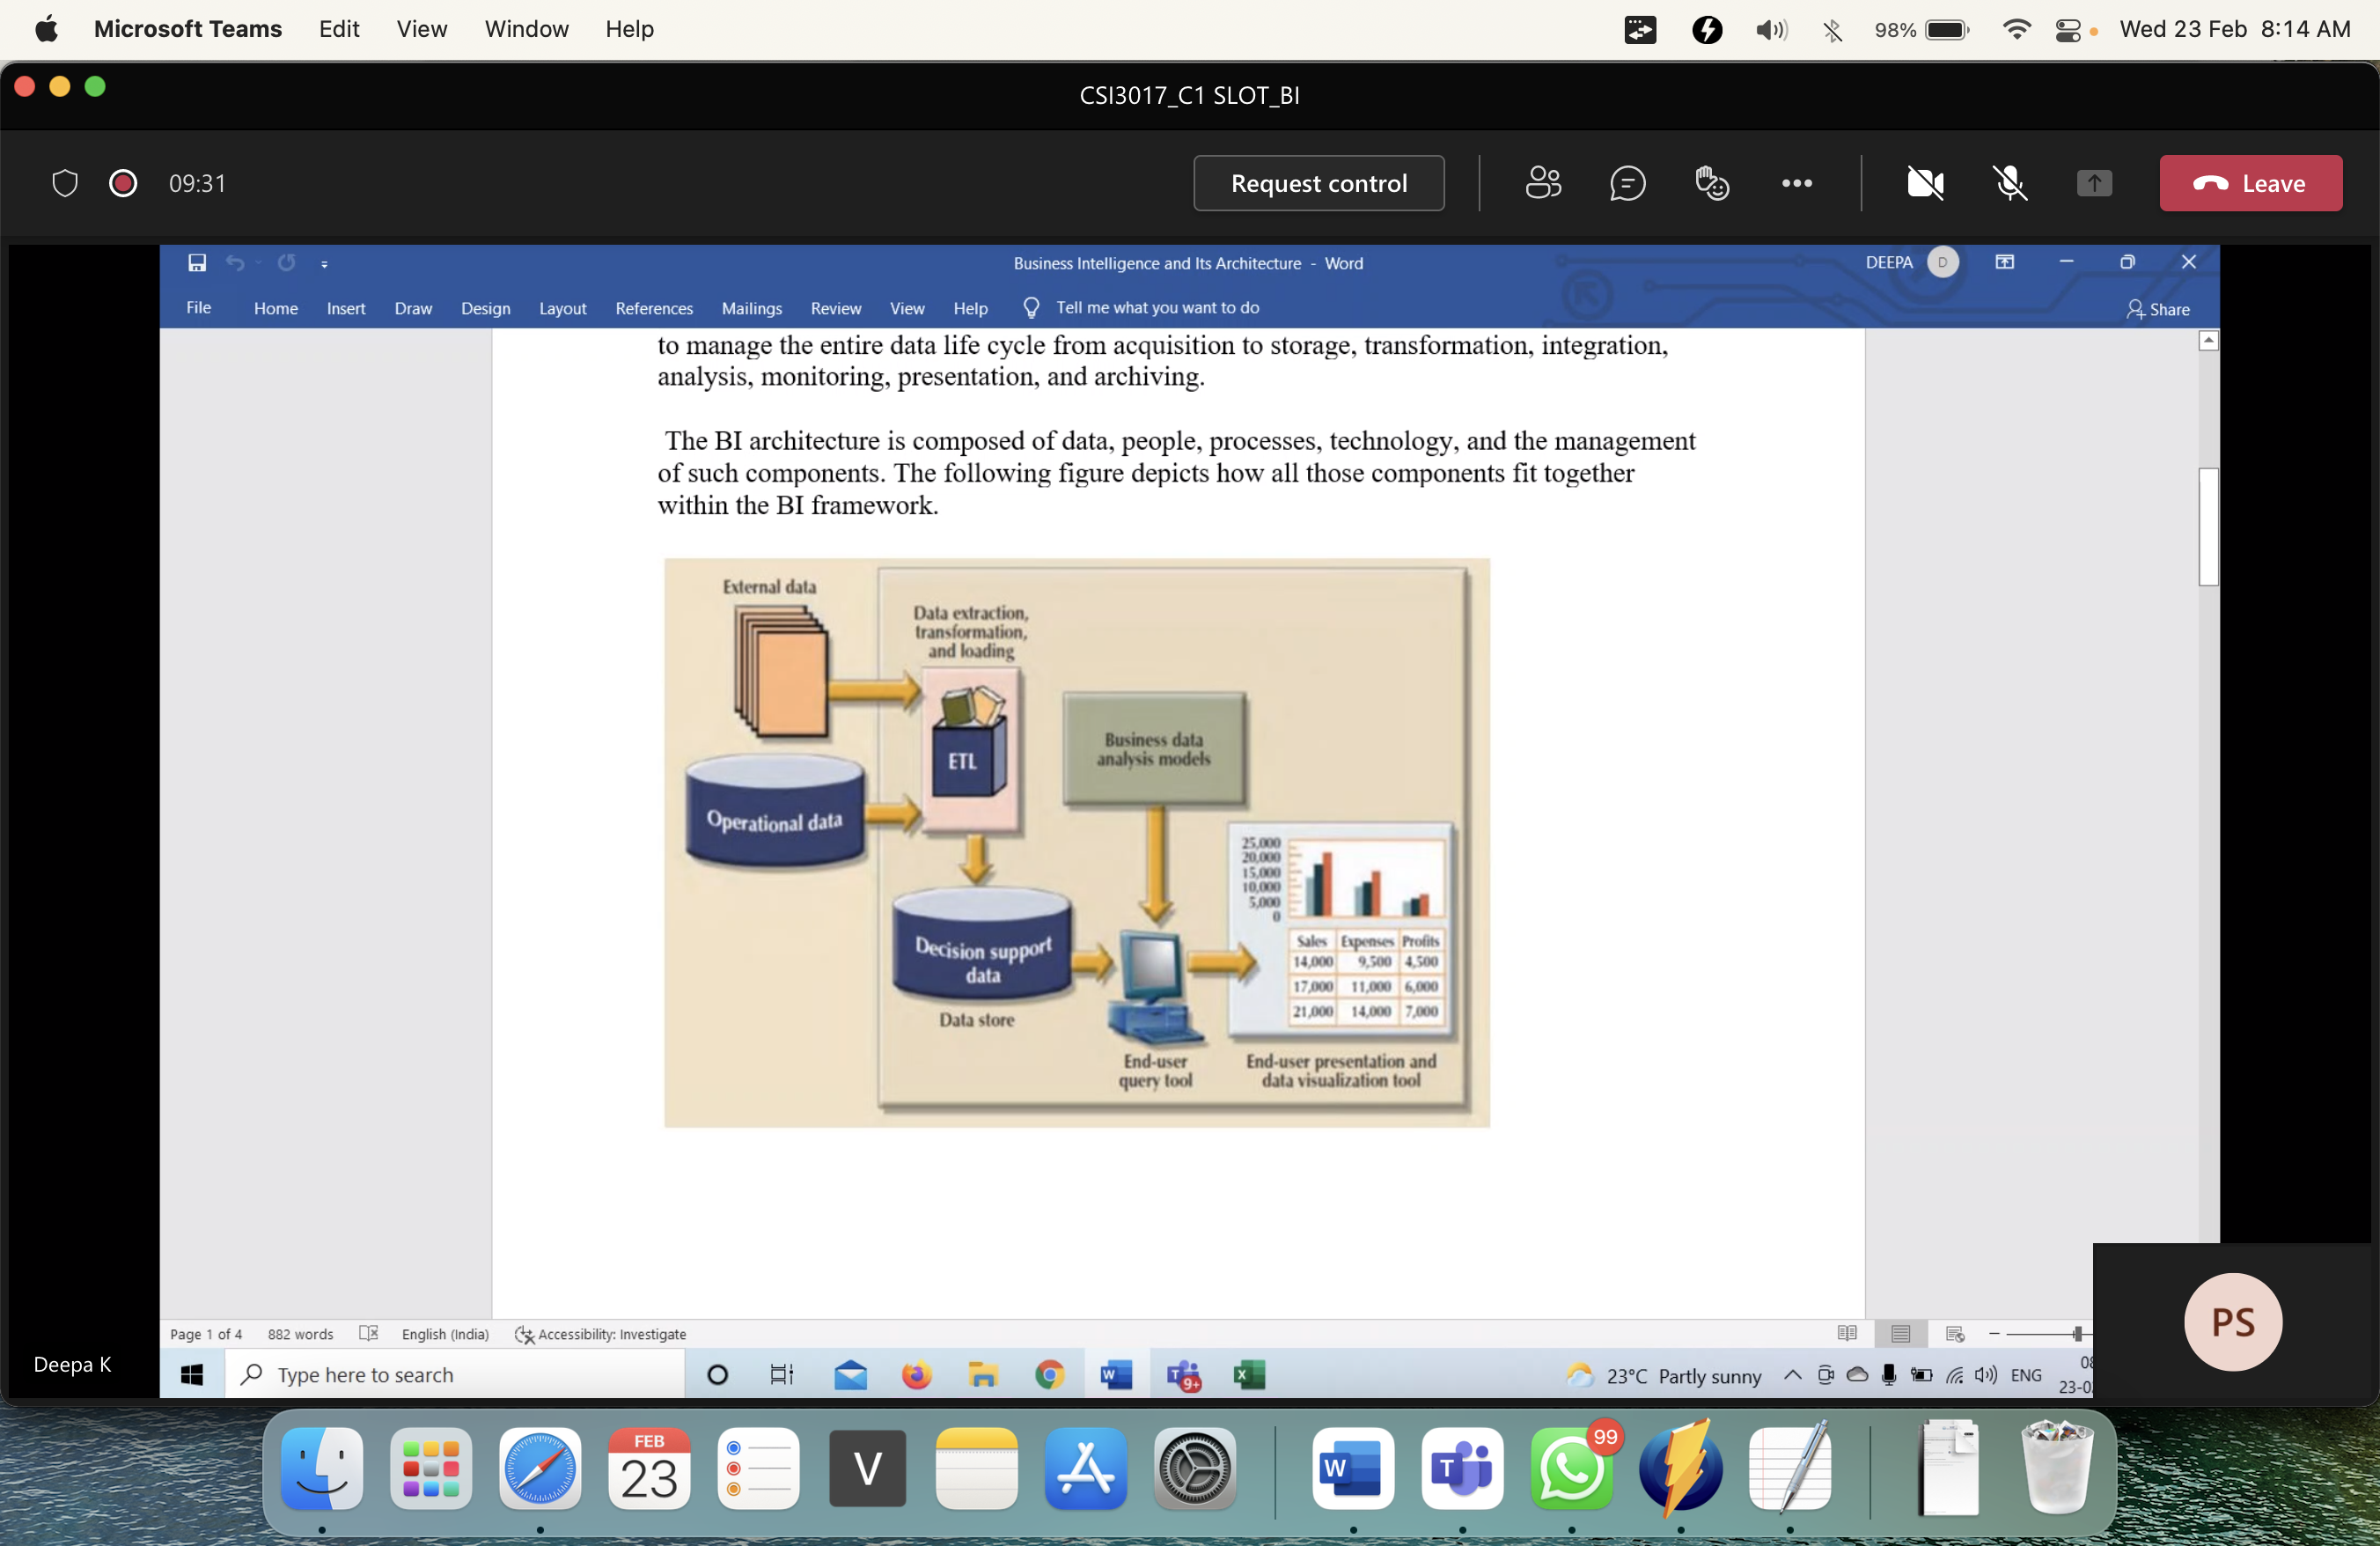 Microsoft Teams Edit View Window Help
98% Wed 23 Feb 8:14 AM
CSI3017_C1 SLOT_BI
09:31
Request control
Leave
Business Intelligence and Its Architecture - Word
DEEPA D
File Home Insert Draw Design Layout References Mailings Review View Help Tell me what you want to do
Share
to manage the entire data life cycle from acquisition to storage, transformation, integration,
analysis, monitoring, presentation, and archiving.
The BI architecture is composed of data, people, processes, technology, and the management
of such components. The following figure depicts how all those components fit together
within the BI framework.
External data
Data extraction,
transformation,
and loading
ETL
Business data
analysis models
Operational data
25,000
20,000
15,000
10,000
5,000
0
Decision support
data
Data store
Sales Expenses Profits
14,000 9,500 4,500
17,000 11,000 6,000
21,000 14,000 7,000
End-user
query tool
End-user presentation and
data visualization tool
Page 1 of 4 882 words English (India) Accessibility: Investigate
PS
Deepa K
Type here to search
W
T
9+
X
23°C Partly sunny
ENG
08
23-0
FEB
23
V
W
T
99